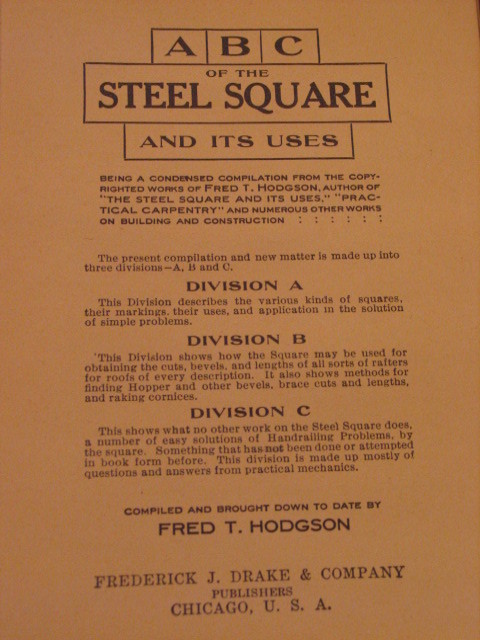 A B C
OF THE
STEEL SQUARE
AND ITS USES
BEING A CONDENSED COMPILATION FROM THE COPY-
RIGHTED WORKS OF FRED T. HODGSON, AUTHOR OF
"THE STEEL SQUARE AND ITS USES," "PRAC-
TICAL CARPENTRY" AND NUMEROUS OTHER WORKS
ON BUILDING AND CONSTRUCTION : : : : : :
The present compilation and new matter is made up into
three divisions—A, B and C.
DIVISION A
This Division describes the various kinds of squares,
their markings, their uses, and application in the solution
of simple problems.
DIVISION B
'This Division shows how the Square may be used for
obtaining the cuts, bevels, and lengths of all sorts of rafters
for roofs of every description. It also shows methods for
finding Hopper and other bevels, brace cuts and lengths,
and raking cornices.
DIVISION C
This shows what no other work on the Steel Square does,
a number of easy solutions of Handrailing Problems, by
the square. Something that has not been done or attempted
in book form before. This division is made up mostly of
questions and answers from practical mechanics.
COMPILED AND BROUGHT DOWN TO DATE BY
FRED T. HODGSON
FREDERICK J. DRAKE & COMPANY
PUBLISHERS
CHICAGO, U. S. A.